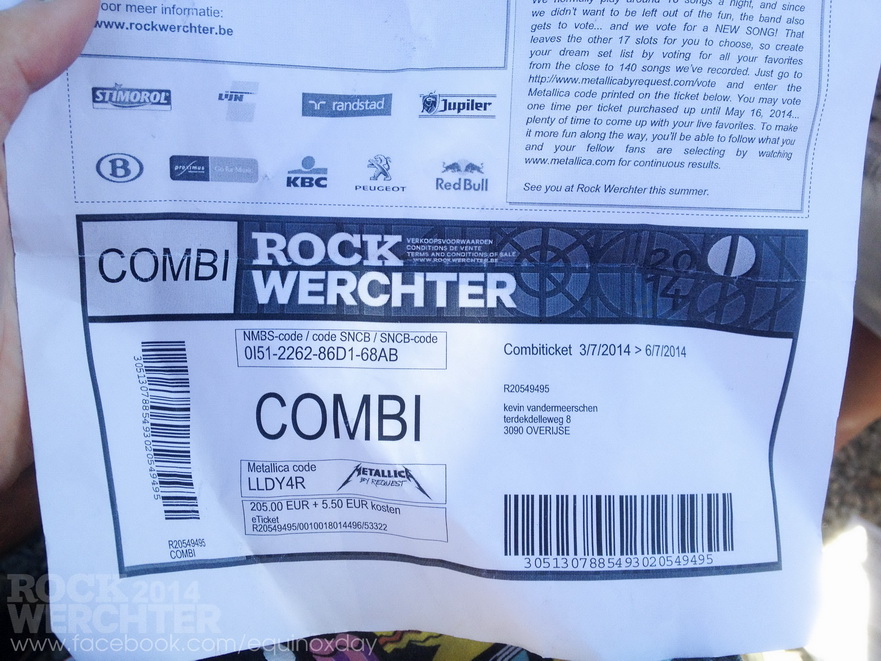 oor meer informatie:
www.rockwerchter.be
We normally play around 18 songs a night, and since
we didn't want to be left out of the fun, the band also
gets to vote... and we vote for a NEW SONG! That
leaves the other 17 slots for you to choose, so create
your dream set list by voting for all your favorites
from the close to 140 songs we've recorded. Just go to
http://www.metallicabyrequest.com/vote and enter the
Metallica code printed on the ticket below. You may vote
one time per ticket purchased up until May 16, 2014...
plenty of time to come up with your live favorites. To make
it more fun along the way, you'll be able to follow what you
and your fellow fans are selecting by watching
www.metallica.com for continuous results.
See you at Rock Werchter this summer.
STIMOROL
LIJN
randstad
Jupiler
B
proximus
Go for Music
KBC
PEUGEOT
Red Bull
COMBI
ROCK
WERCHTER
VERKOOPSVOORWAARDEN
CONDITIONS DE VENTE
TERMS AND CONDITIONS OF SALE
WWW.ROCKWERCHTER.BE
20
14
NMBS-code / code SNCB / SNCB-code
0I51-2262-86D1-68AB
Combiticket 3/7/2014 > 6/7/2014
R20549495
kevin vandermeerschen
terdekdelleweg 8
3090 OVERIJSE
COMBI
Metallica code
LLDY4R
METALLICA
BY REQUEST
205.00 EUR + 5.50 EUR kosten
eTicket
R20549495/0010018014496/53322
3051307885493020549495
R20549495
COMBI
3051307885493020549495
ROCK 2014
WERCHTER
www.facebook.com/equinoxday